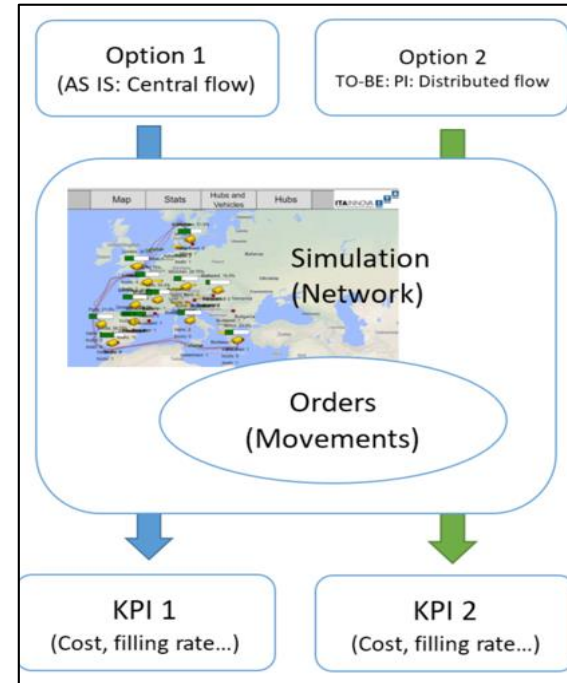 Option 1
(AS IS: Central flow)
Option 2
TO-BE: PI: Distributed flow
Map
Stats
Hubs and
Vehicles
Hubs
ITAINNOVA
Simulation
(Network)
Orders
(Movements)
KPI 1
(Cost, filling rate...)
KPI 2
(Cost, filling rate...)